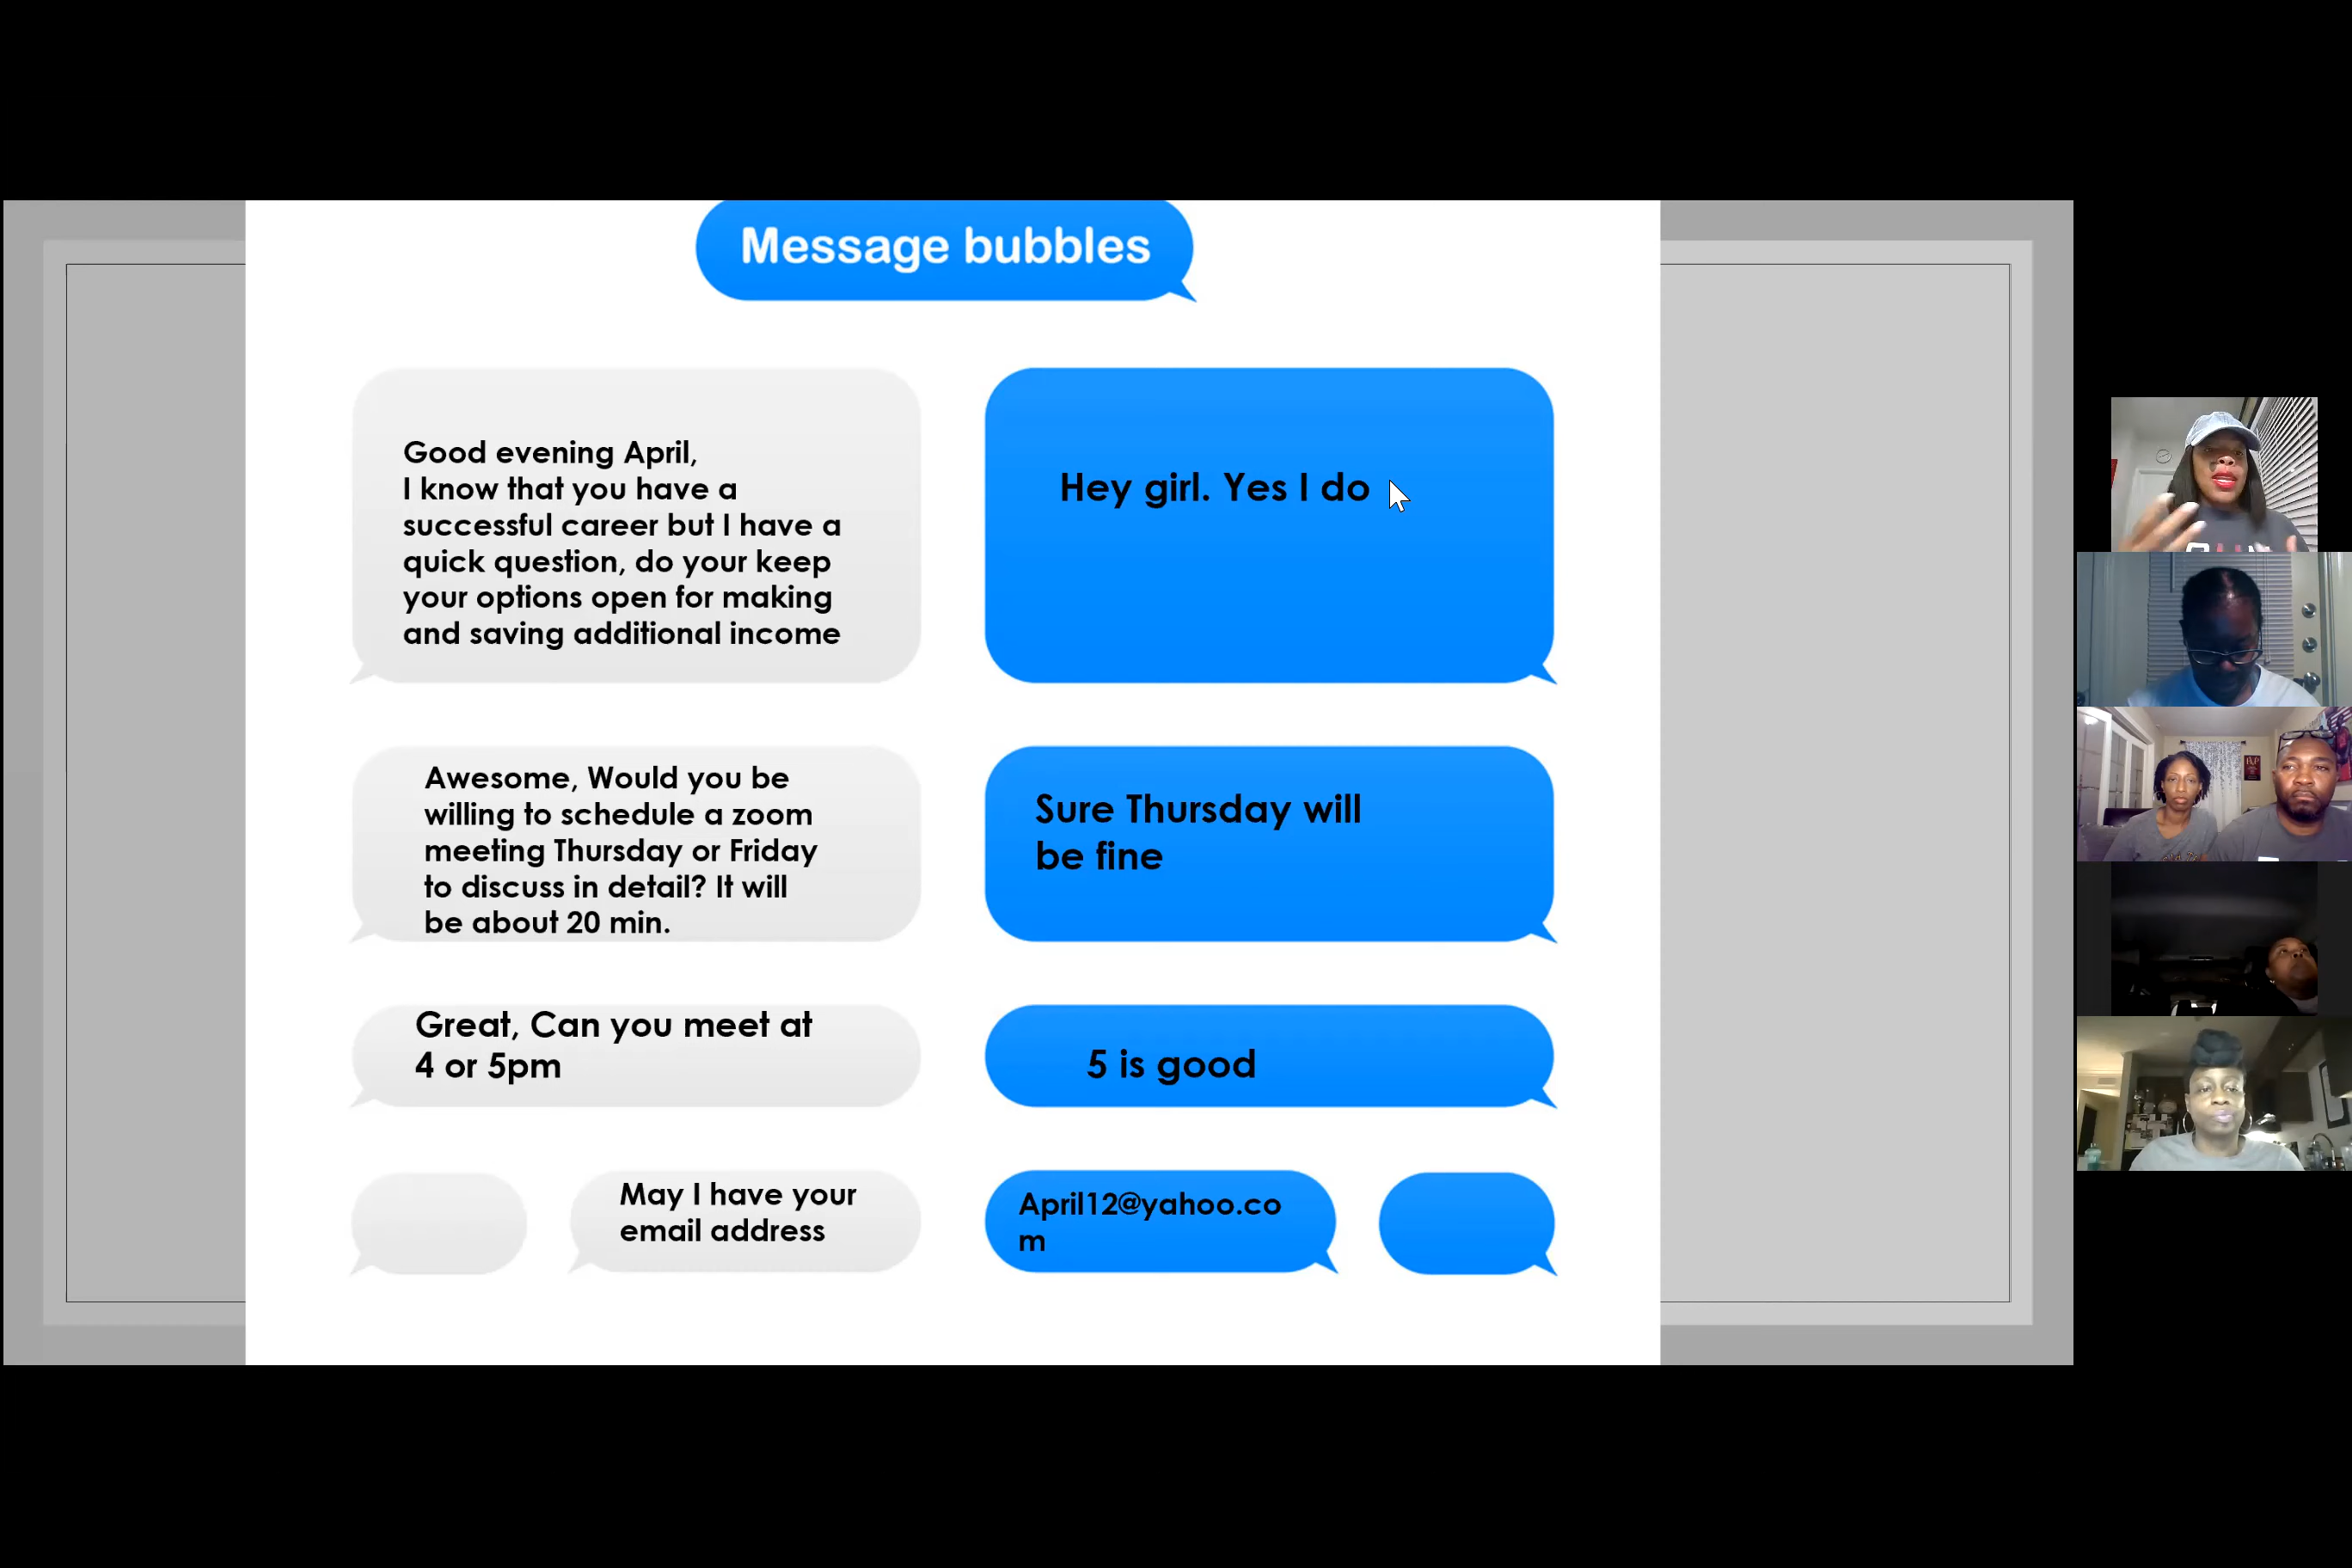 Message bubbles
Good evening April,
I know that you have a
successful career but I have a
quick question, do your keep
your options open for making
and saving additional income
Hey girl. Yes I do
Awesome, Would you be
willing to schedule a zoom
meeting Thursday or Friday
to discuss in detail? It will
be about 20 min.
Sure Thursday will
be fine
Great, Can you meet at
4 or 5pm
5 is good
May I have your
email address
April12@yahoo.co
m